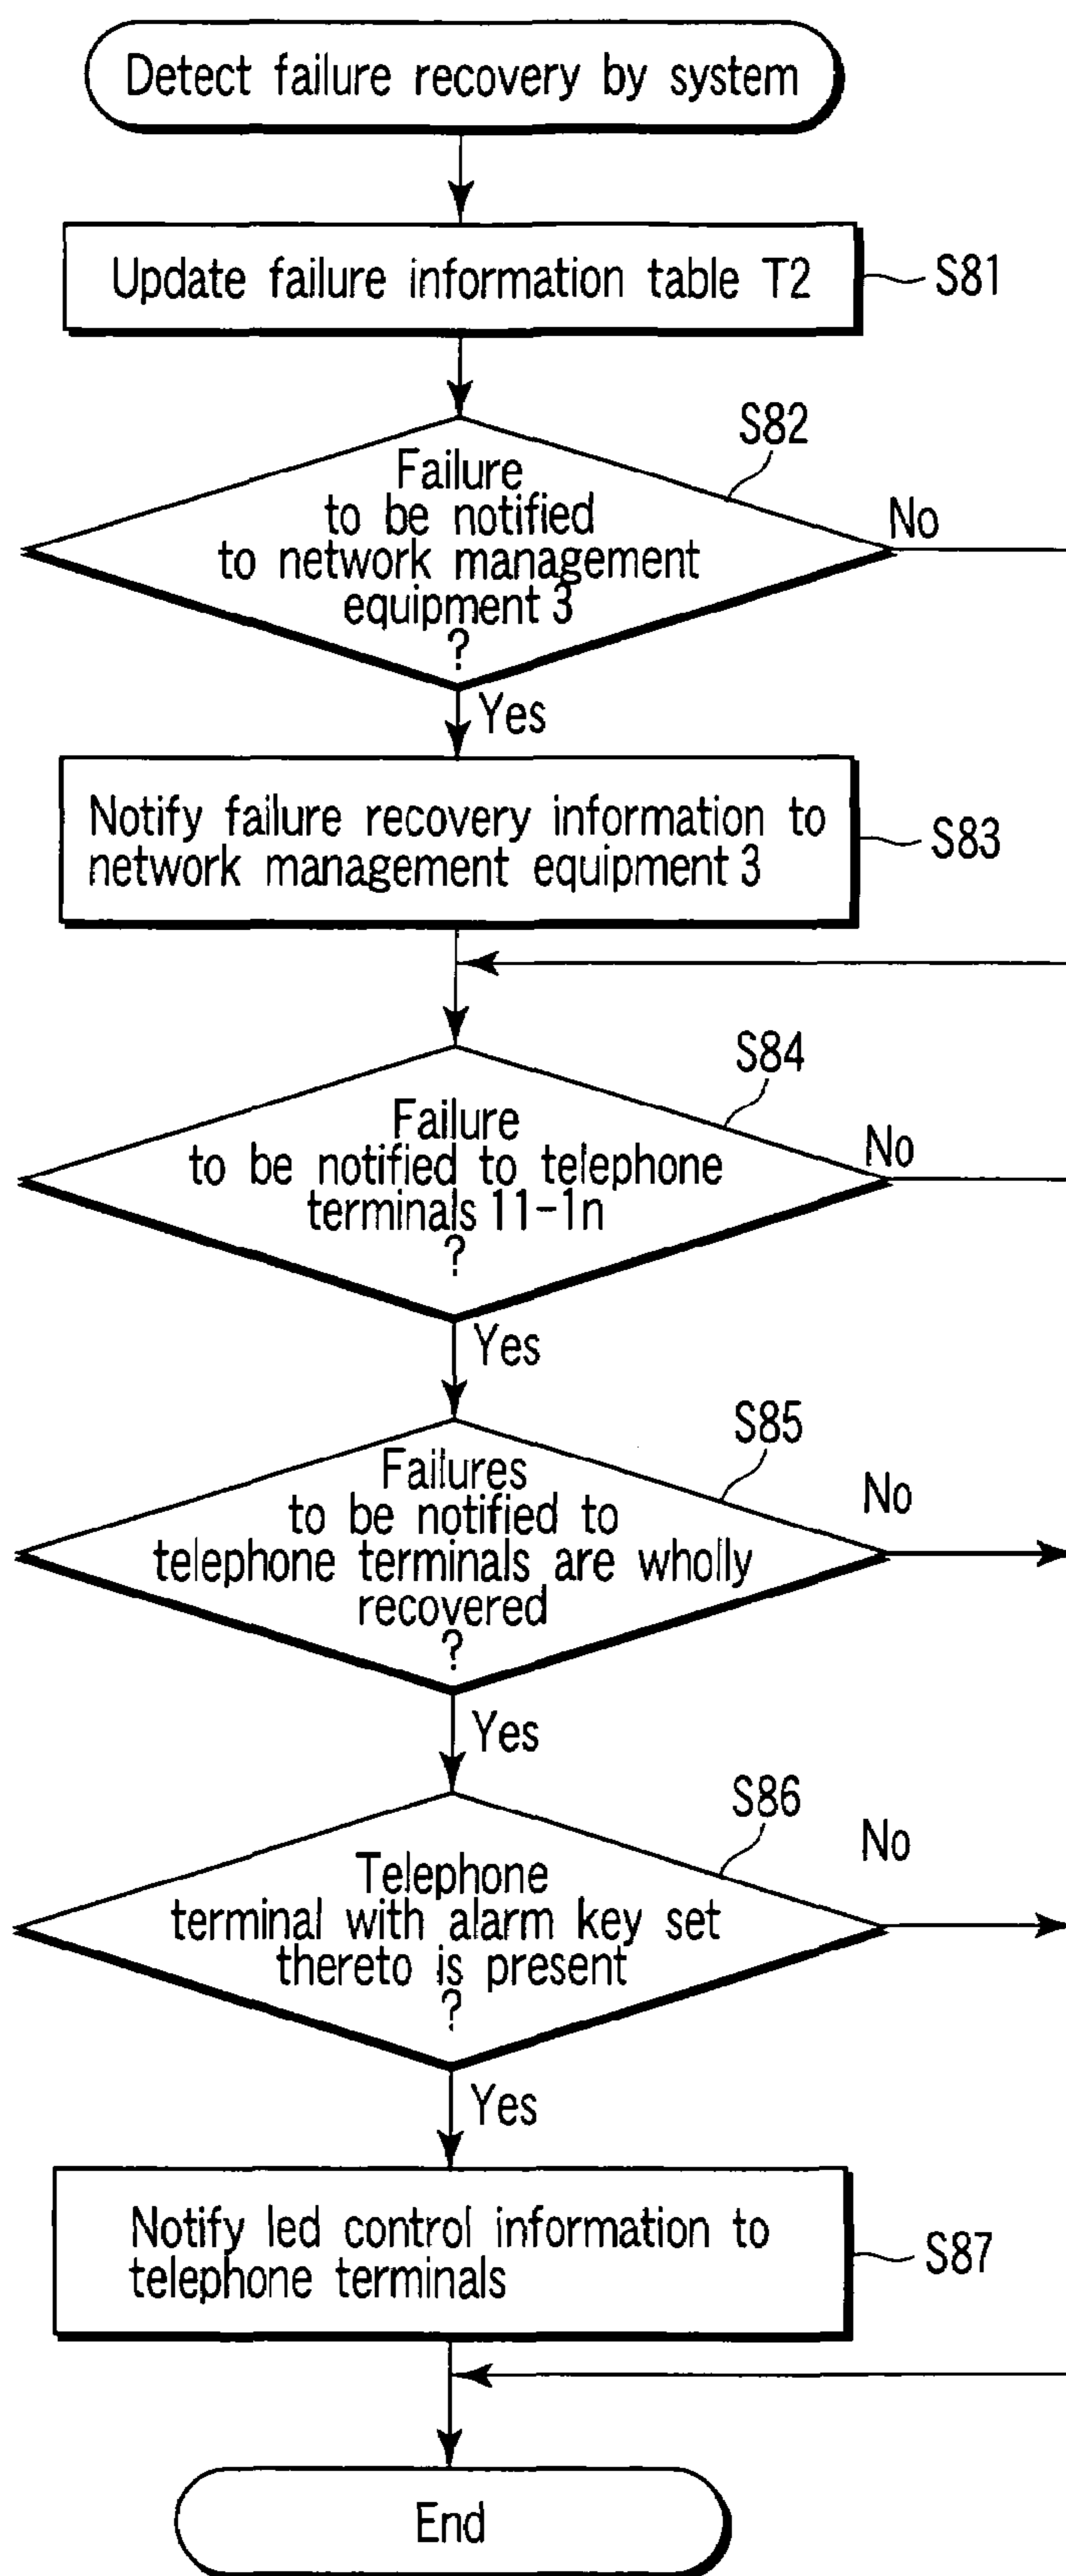 Detect failure recovery by system
Update failure information table T2
S81
S82
Failure
to be notified
to network management
equipment 3
?
No
Yes
Notify failure recovery information to
network management equipment 3
S83
S84
Failure
to be notified to telephone
terminals 11-1n
?
No
Yes
S85
Failures
to be notified to
telephone terminals are wholly
recovered
?
No
Yes
S86
Telephone
terminal with alarm key set
thereto is present
?
No
Yes
Notify led control information to
telephone terminals
S87
End